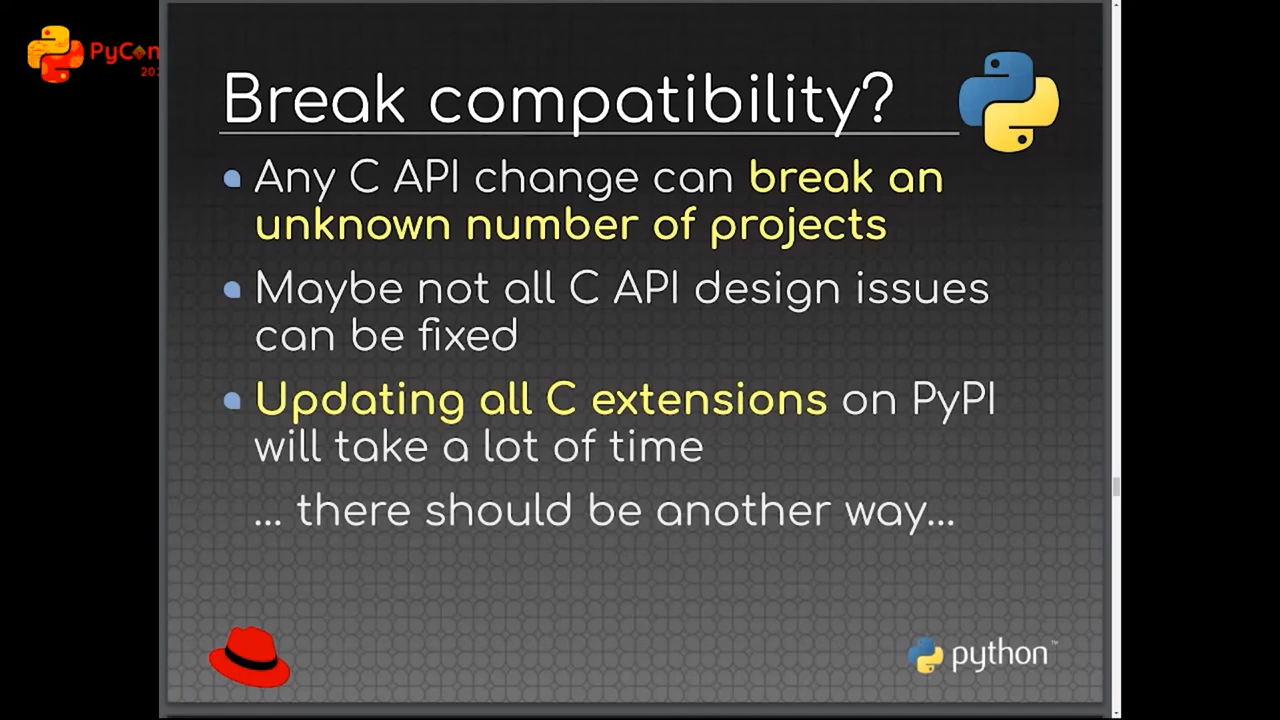 PyCon
Break compatibility?
Any C API change can break an
unknown number of projects
Maybe not all C API design issues
can be fixed
Updating all C extensions on PyPI
will take a lot of time
... there should be another way...
python™